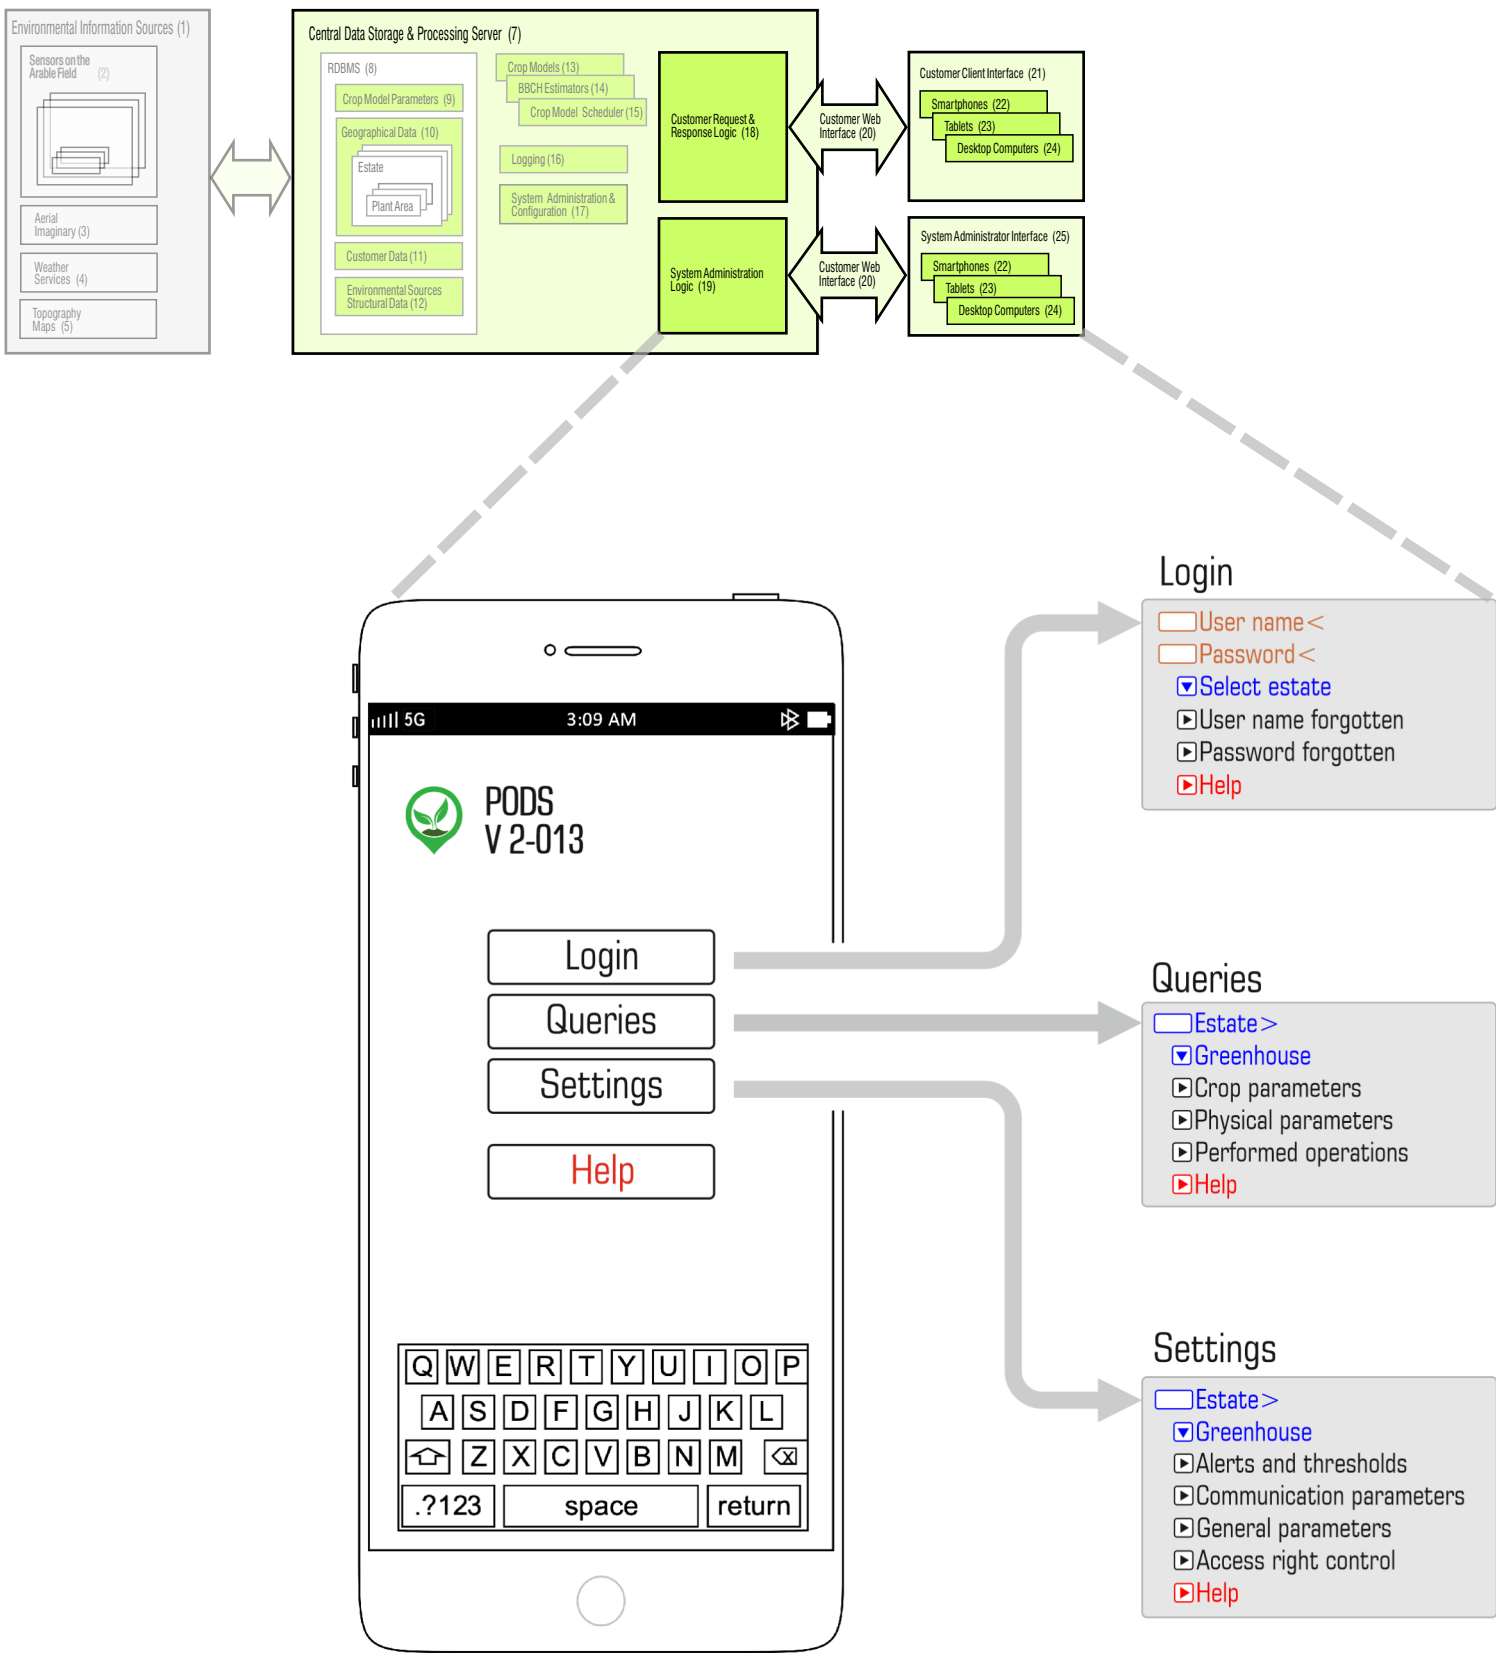 Environmental Information Sources (1)
Sensors on the
Arable Field (2)
Aerial
Imaginary (3)
Weather
Services (4)
Topography
Maps (5)
Central Data Storage & Processing Server (7)
RDBMS (8)
Crop Model Parameters (9)
Geographical Data (10)
Estate
Plant Area
Customer Data (11)
Environmental Sources
Structural Data (12)
Crop Models (13)
BBCH Estimators (14)
Crop Model Scheduler (15)
Logging (16)
System Administration &
Configuration (17)
Customer Request &
Response Logic (18)
System Administration
Logic (19)
Customer Web
Interface (20)
Customer Web
Interface (20)
Customer Client Interface (21)
Smartphones (22)
Tablets (23)
Desktop Computers (24)
System Administrator Interface (25)
Smartphones (22)
Tablets (23)
Desktop Computers (24)
5G 3:09 AM
PODS
V 2-013
Login
Queries
Settings
Help
Q W E R T Y U I O P
A S D F G H J K L
Z X C V B N M
.?123 space return
Login
User name<
Password<
Select estate
User name forgotten
Password forgotten
Help
Queries
Estate>
Greenhouse
Crop parameters
Physical parameters
Performed operations
Help
Settings
Estate>
Greenhouse
Alerts and thresholds
Communication parameters
General parameters
Access right control
Help